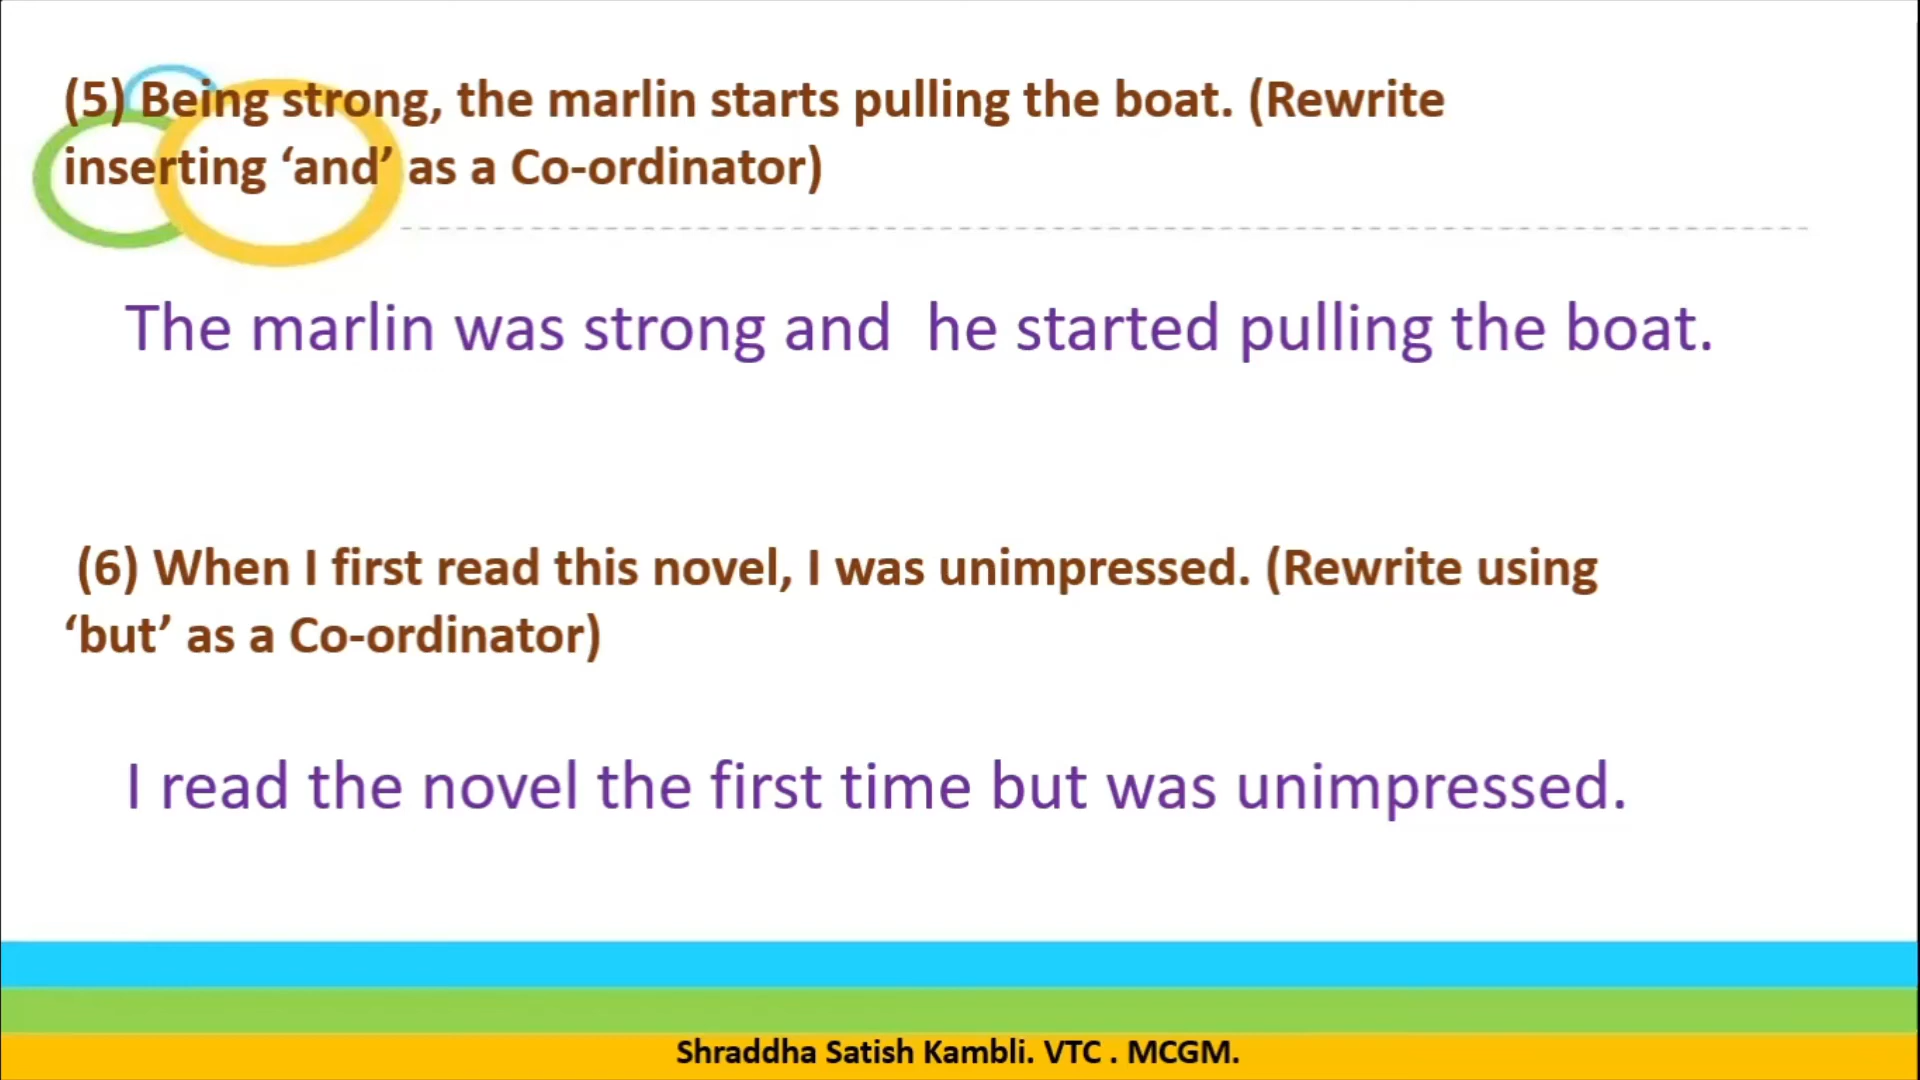 (5) Being strong, the marlin starts pulling the boat. (Rewrite
inserting ‘and’ as a Co-ordinator)
The marlin was strong and  he started pulling the boat.
(6) When I first read this novel, I was unimpressed. (Rewrite using
‘but’ as a Co-ordinator)
I read the novel the first time but was unimpressed.
Shraddha Satish Kambli. VTC . MCGM.